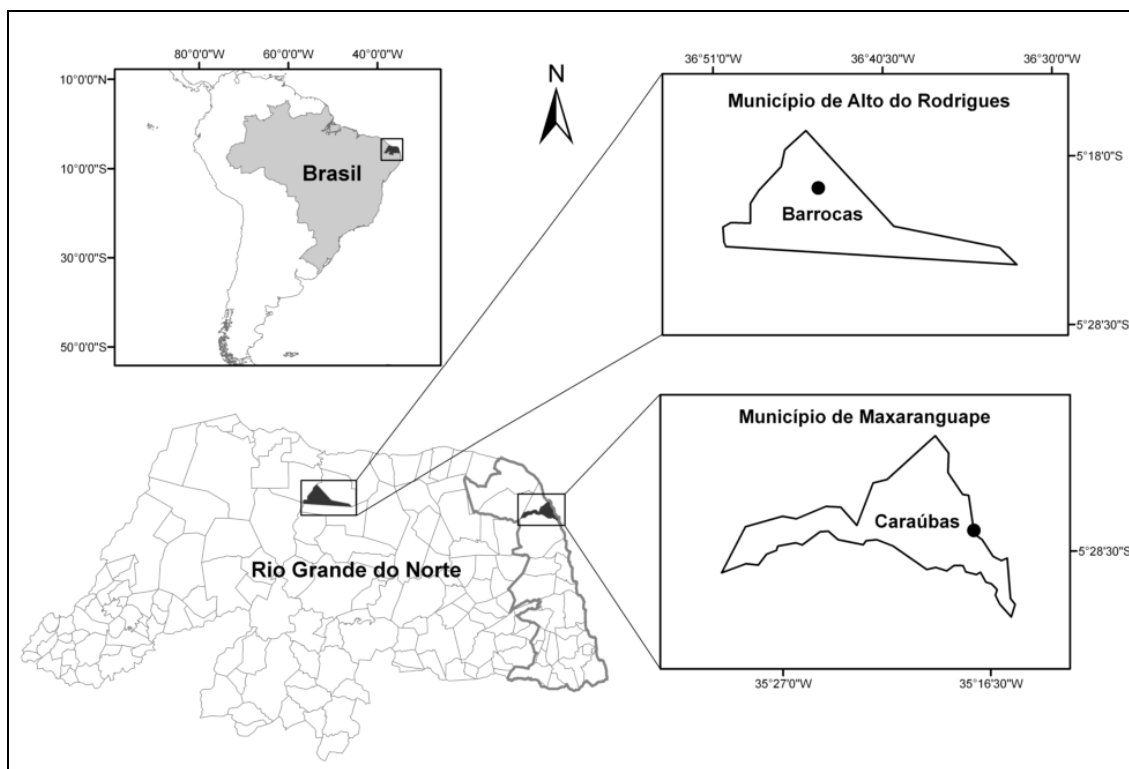 80°0'0"W
60°0'0"W
40°0'0"W
10°0'0"N
0°0'0"
10°0'0"S
30°0'0"S
50°0'0"S
Brasil
N
36°51'0"W
36°40'30"W
36°30'0"W
Município de Alto do Rodrigues
5°18'0"S
Barrocas
5°28'30"S
Rio Grande do Norte
Município de Maxaranguape
Caraúbas
5°28'30"S
35°27'0"W
35°16'30"W